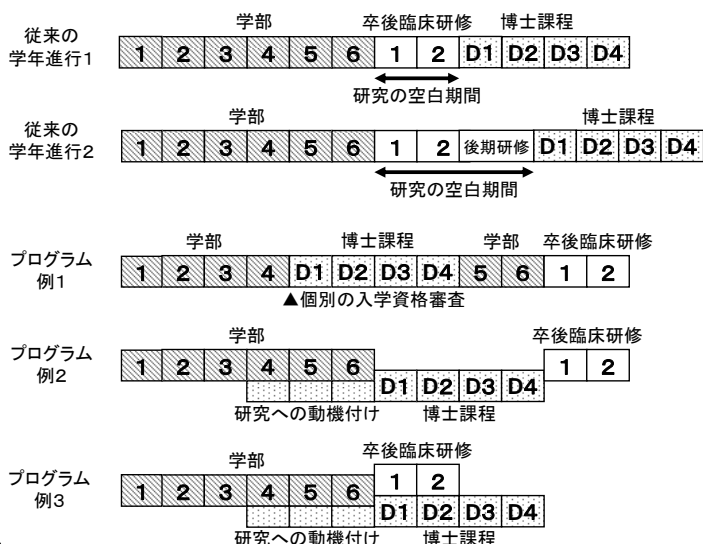 学部 卒後臨床研修 博士課程
従来の
学年進行1
1 2 3 4 5 6 1 2 D1 D2 D3 D4
研究の空白期間
学部 博士課程
従来の
学年進行2
1 2 3 4 5 6 1 2 後期研修 D1 D2 D3 D4
研究の空白期間
学部 博士課程 学部 卒後臨床研修
プログラム
例1
1 2 3 4 D1 D2 D3 D4 5 6 1 2
▲個別の入学資格審査
学部 卒後臨床研修
プログラム
例2
1 2 3 4 5 6 1 2
D1 D2 D3 D4
研究への動機付け 博士課程
学部 卒後臨床研修
プログラム
例3
1 2 3 4 5 6 1 2
D1 D2 D3 D4
研究への動機付け 博士課程